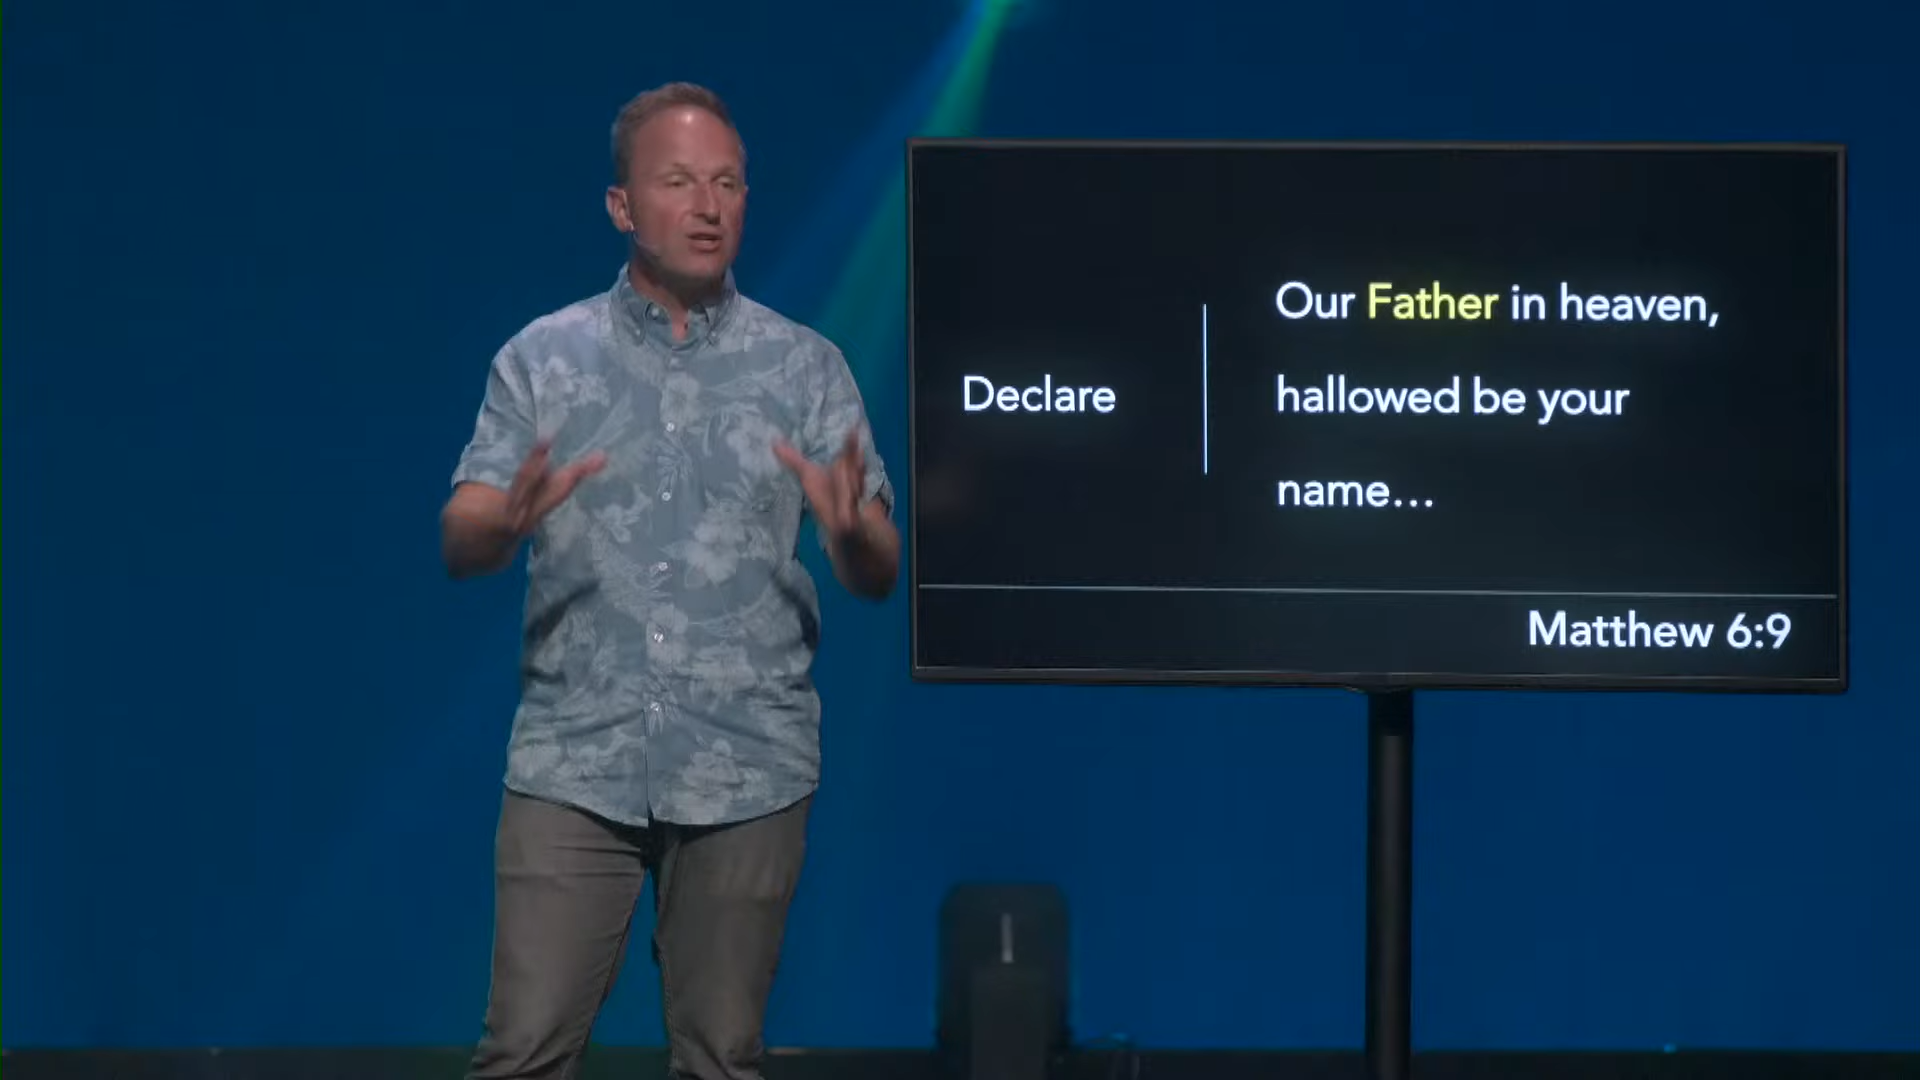 Declare
Our Father in heaven,
hallowed be your
name...
Matthew 6:9